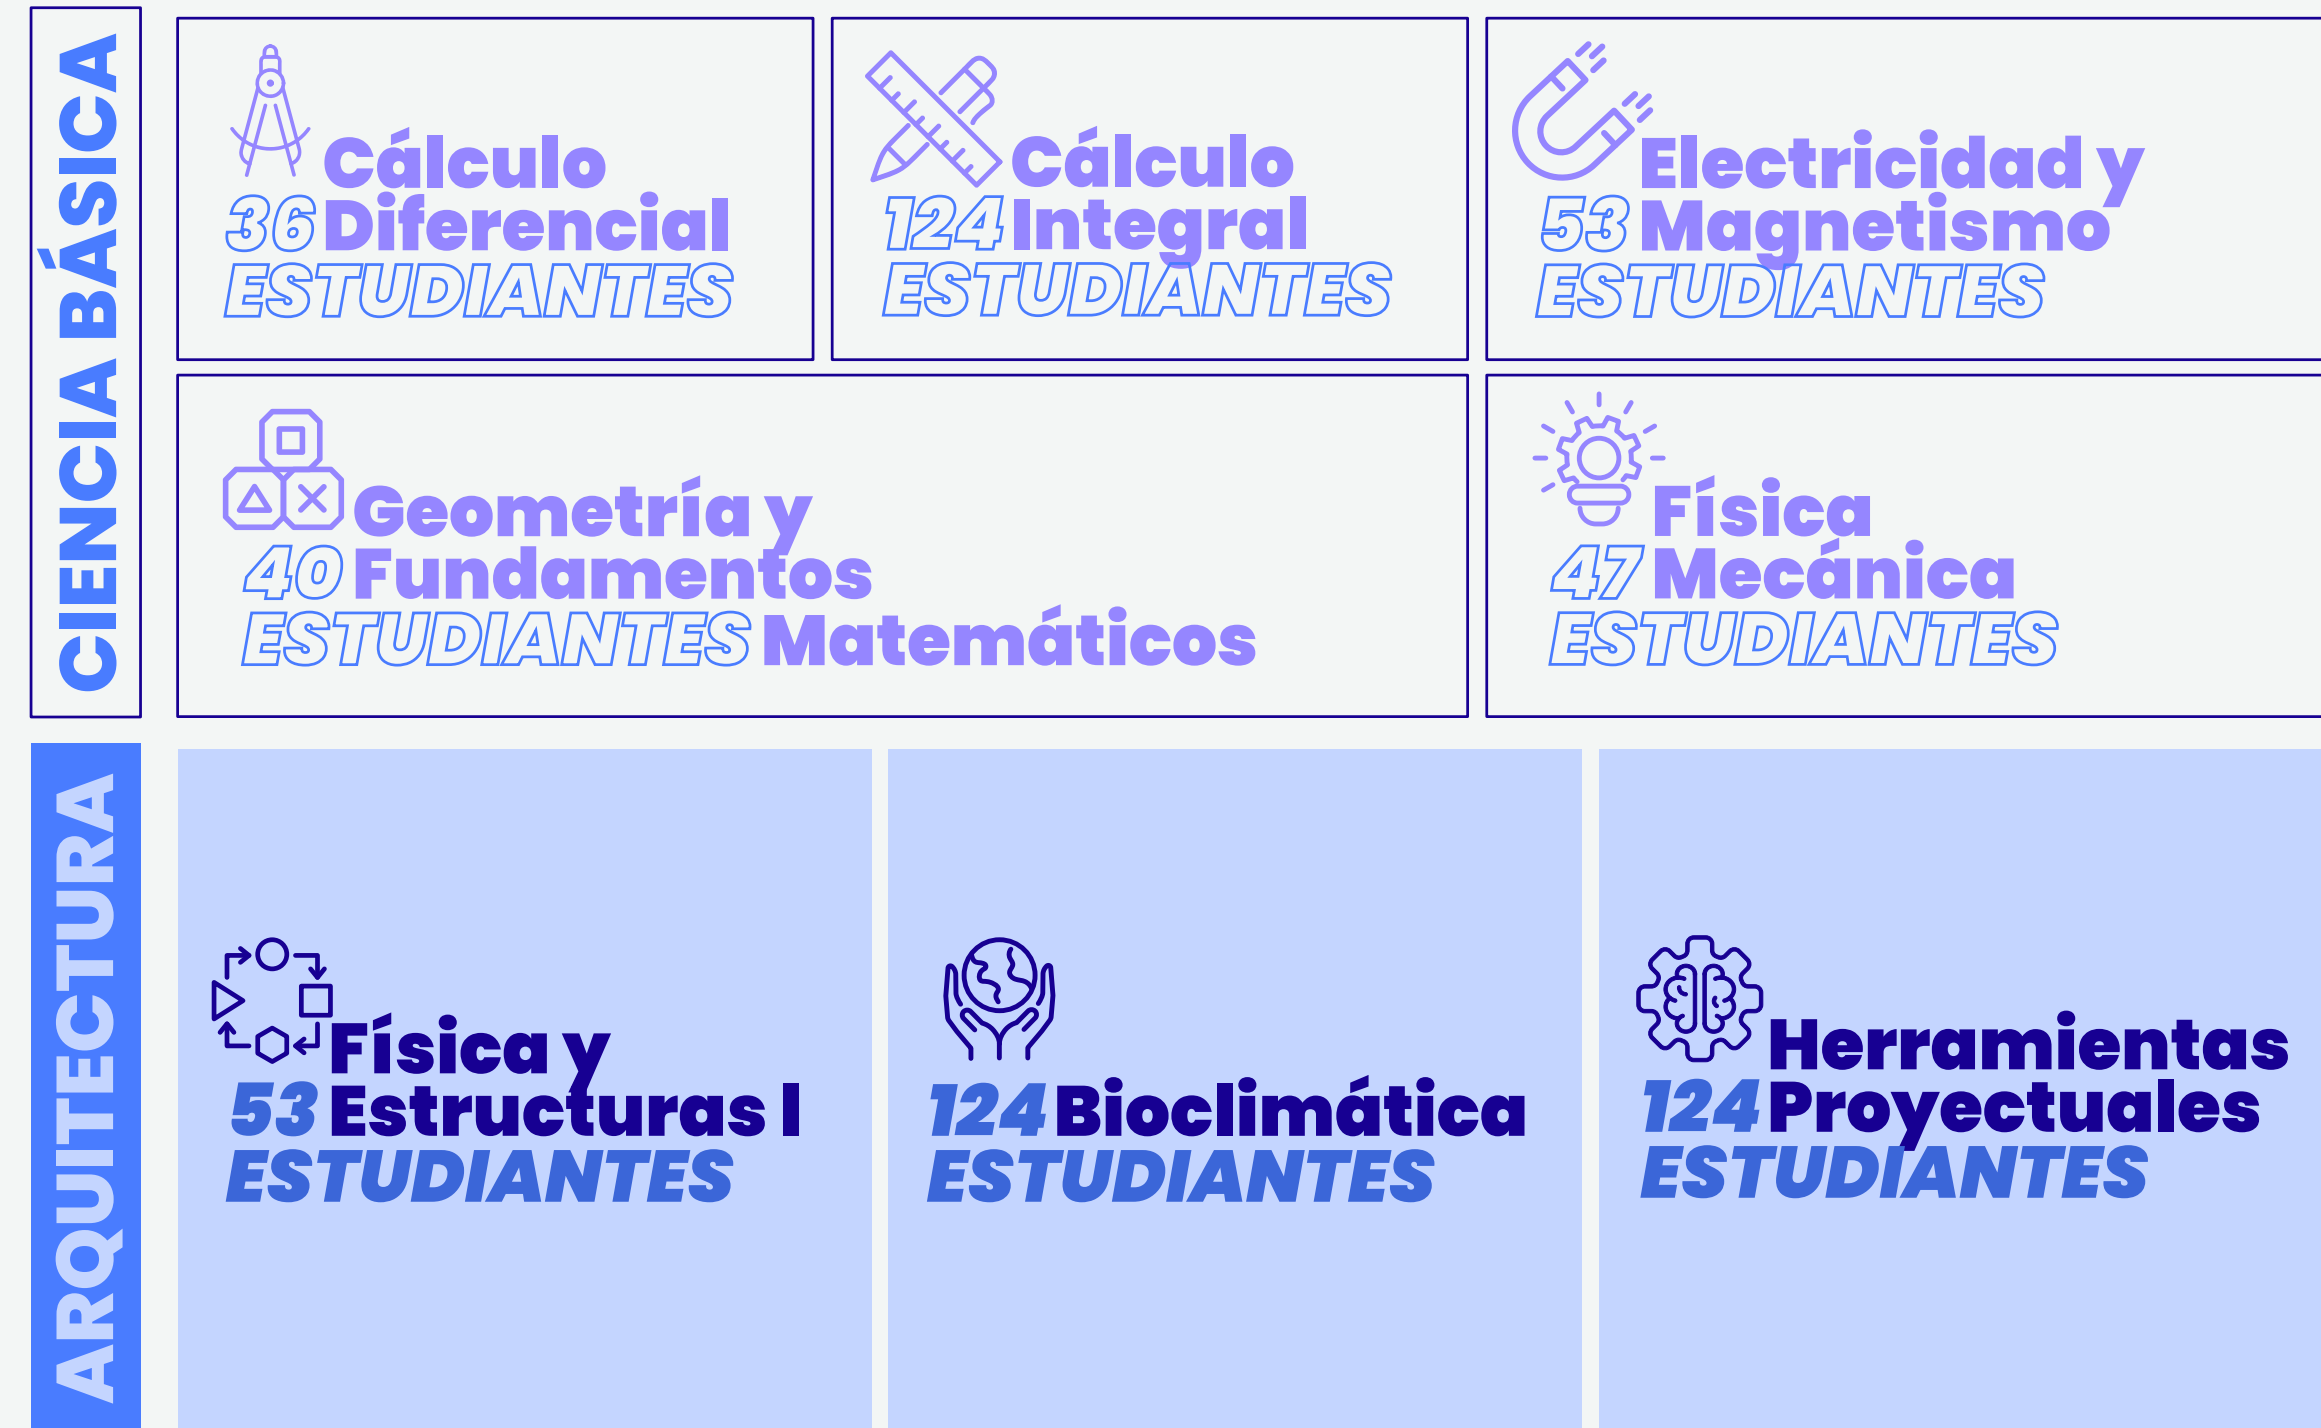 CIENCIA BÁSICA
Cálculo
36 Diferencial
ESTUDIANTES
Cálculo
124 Integral
ESTUDIANTES
Electricidad y
53 Magnetismo
ESTUDIANTES
Geometría y
40 Fundamentos
ESTUDIANTES Matemáticos
Física
47 Mecánica
ESTUDIANTES
ARQUITECTURA
Física y
53 Estructuras I
ESTUDIANTES
124 Bioclimática
ESTUDIANTES
Herramientas
124 Proyectuales
ESTUDIANTES